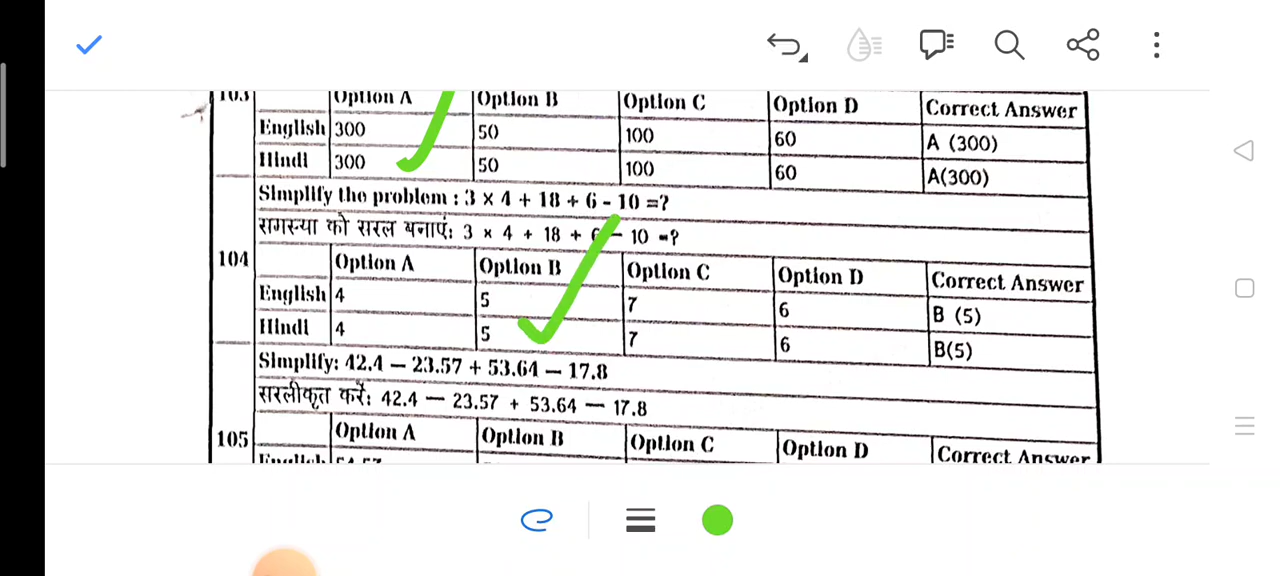 103 Option A Option B Option C Option D Correct Answer
English 300 50 100 60 A (300)
Hindi 300 50 100 60 A(300)
Simplify the problem : 3 × 4 + 18 + 6 - 10 =?
समस्या को सरल बनाएं: 3 × 4 + 18 + 6 – 10 =?
104 Option A Option B Option C Option D Correct Answer
English 4 5 7 6 B (5)
Hindi 4 5 7 6 B(5)
Simplify: 42.4 – 23.57 + 53.64 – 17.8
सरलीकृत करें: 42.4 – 23.57 + 53.64 – 17.8
105 Option A Option B Option C Option D Correct Answer
English 54.57